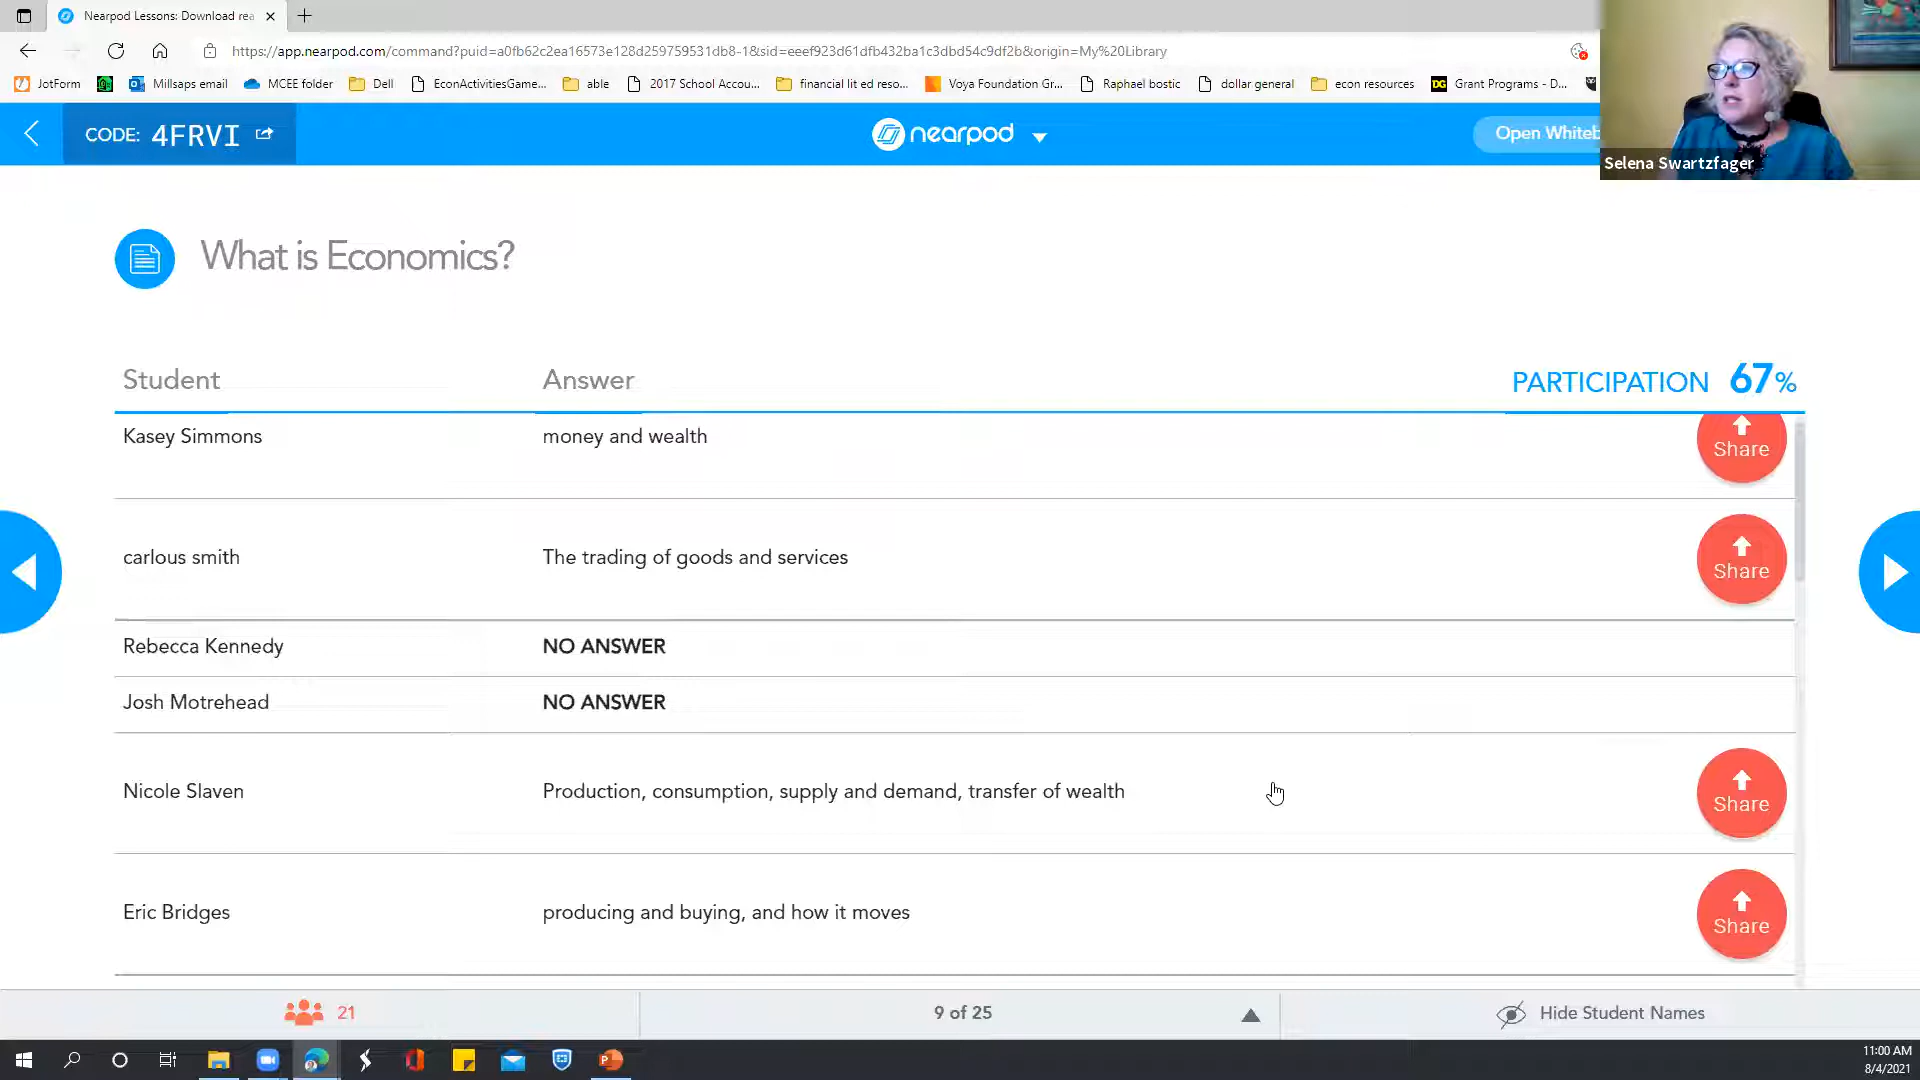 Nearpod Lessons: Download rea
https://app.nearpod.com/command?puid=a0fb62c2ea16573e128d259759531db8-1&sid=eeef923d61dfb432ba1c3dbd54c9df2b&origin=My%20Library
JotForm
Millsaps email
MCEE folder
Dell
EconActivitiesGame...
able
2017 School Accou...
financial lit ed reso...
Voya Foundation Gr...
Raphael bostic
dollar general
econ resources
DG
Grant Programs - D...
CODE: 4FRVI
nearpod
Open Whiteb
Selena Swartzfager
What is Economics?
Student
Answer
PARTICIPATION 67%
Kasey Simmons
money and wealth
Share
carlous smith
The trading of goods and services
Share
Rebecca Kennedy
NO ANSWER
Josh Motrehead
NO ANSWER
Nicole Slaven
Production, consumption, supply and demand, transfer of wealth
Share
Eric Bridges
producing and buying, and how it moves
Share
21
9 of 25
Hide Student Names
11:00 AM
8/4/2021